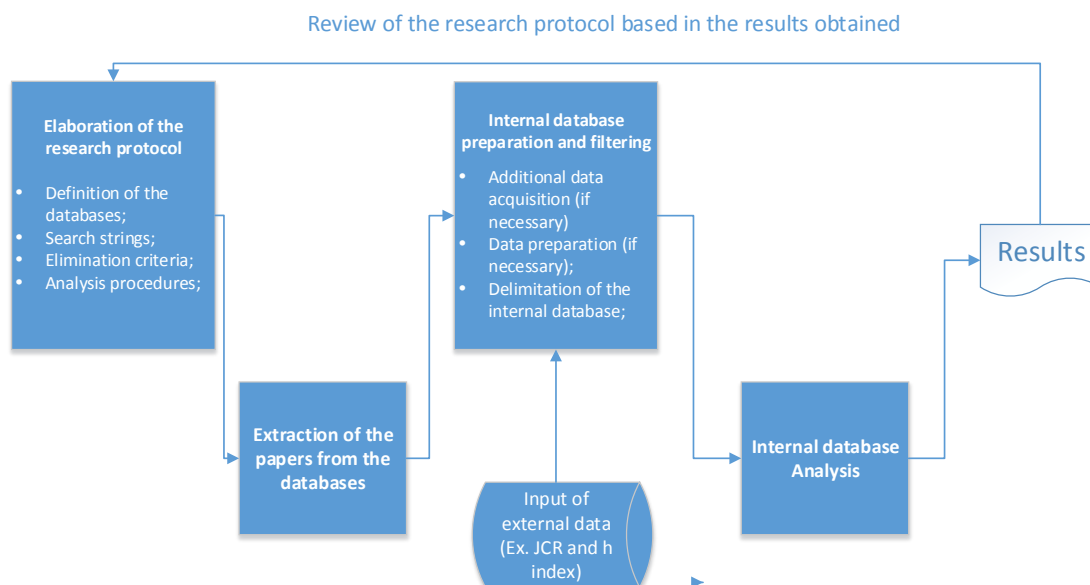 Review of the research protocol based in the results obtained
Elaboration of the
research protocol
• Definition of the
databases;
• Search strings;
• Elimination criteria;
• Analysis procedures;
Extraction of the
papers from the
databases
Internal database
preparation and filtering
• Additional data
acquisition (if
necessary)
• Data preparation (if
necessary);
• Delimitation of the
internal database;
Input of
external data
(Ex. JCR and h
index)
Internal database
Analysis
Results